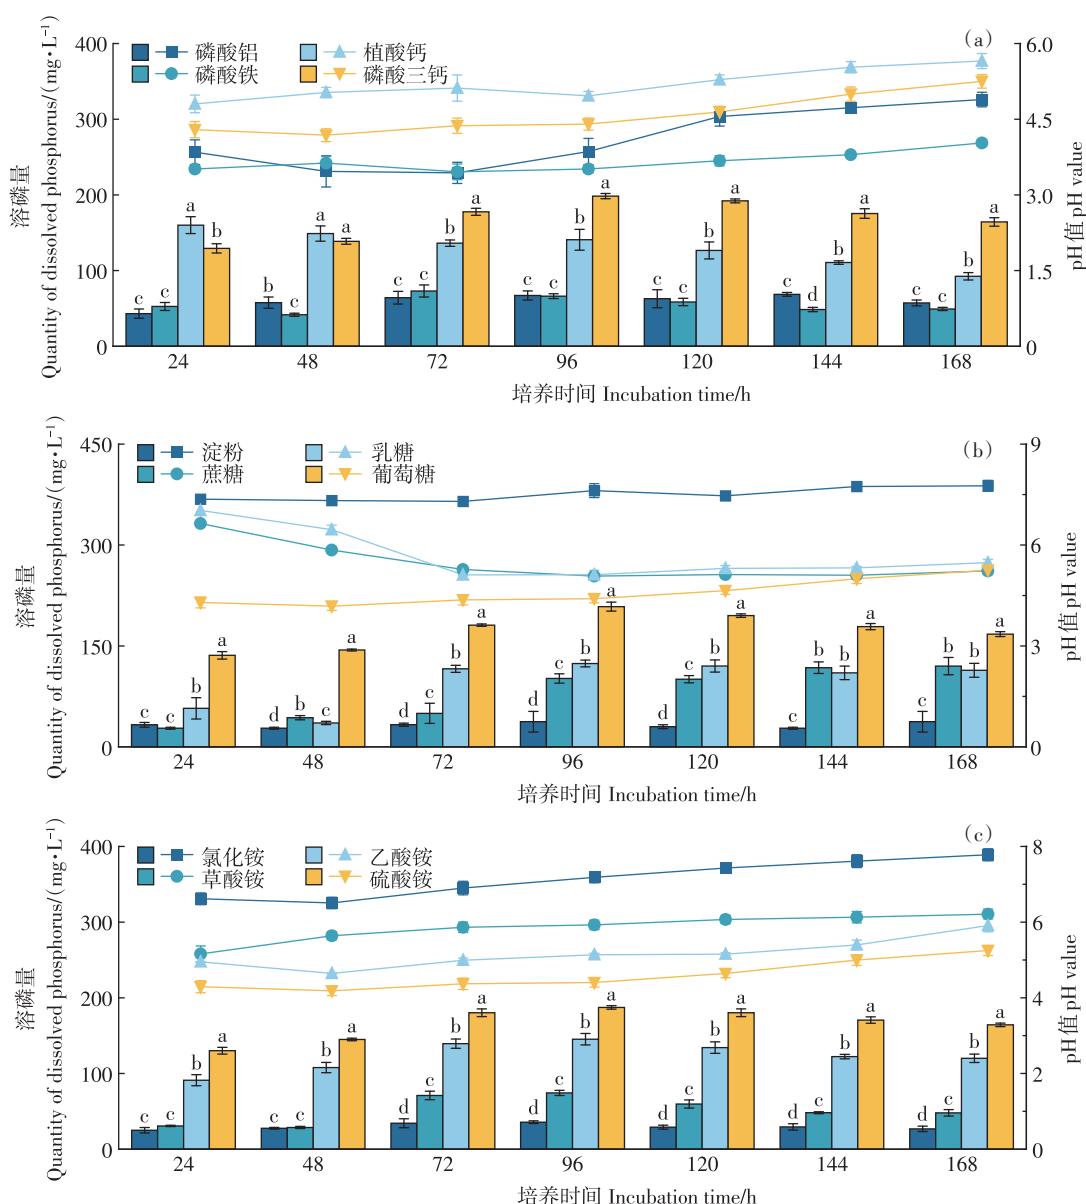 (a)
溶磷量
Quantity of dissolved phosphorus/(mg·L⁻¹)
pH值 pH value
400
300
200
100
0
6.0
4.5
3.0
1.5
0
磷酸铝
植酸钙
磷酸铁
磷酸三钙
c c a b
b c a a
c c b a
c c b a
c c b a
c d b a
c c b a
24 48 72 96 120 144 168
培养时间 Incubation time/h
(b)
溶磷量
Quantity of dissolved phosphorus/(mg·L⁻¹)
pH值 pH value
450
300
150
0
9
6
3
0
淀粉
乳糖
蔗糖
葡萄糖
c c b a
d b c a
d c b a
d c b a
d c b a
c b b a
c b b a
24 48 72 96 120 144 168
培养时间 Incubation time/h
(c)
溶磷量
Quantity of dissolved phosphorus/(mg·L⁻¹)
pH值 pH value
400
300
200
100
0
8
6
4
2
0
氯化铵
乙酸铵
草酸铵
硫酸铵
c c b a
c c b a
d c b a
d c b a
d c b a
d c b a
d c b a
24 48 72 96 120 144 168
培养时间 Incubation time/h